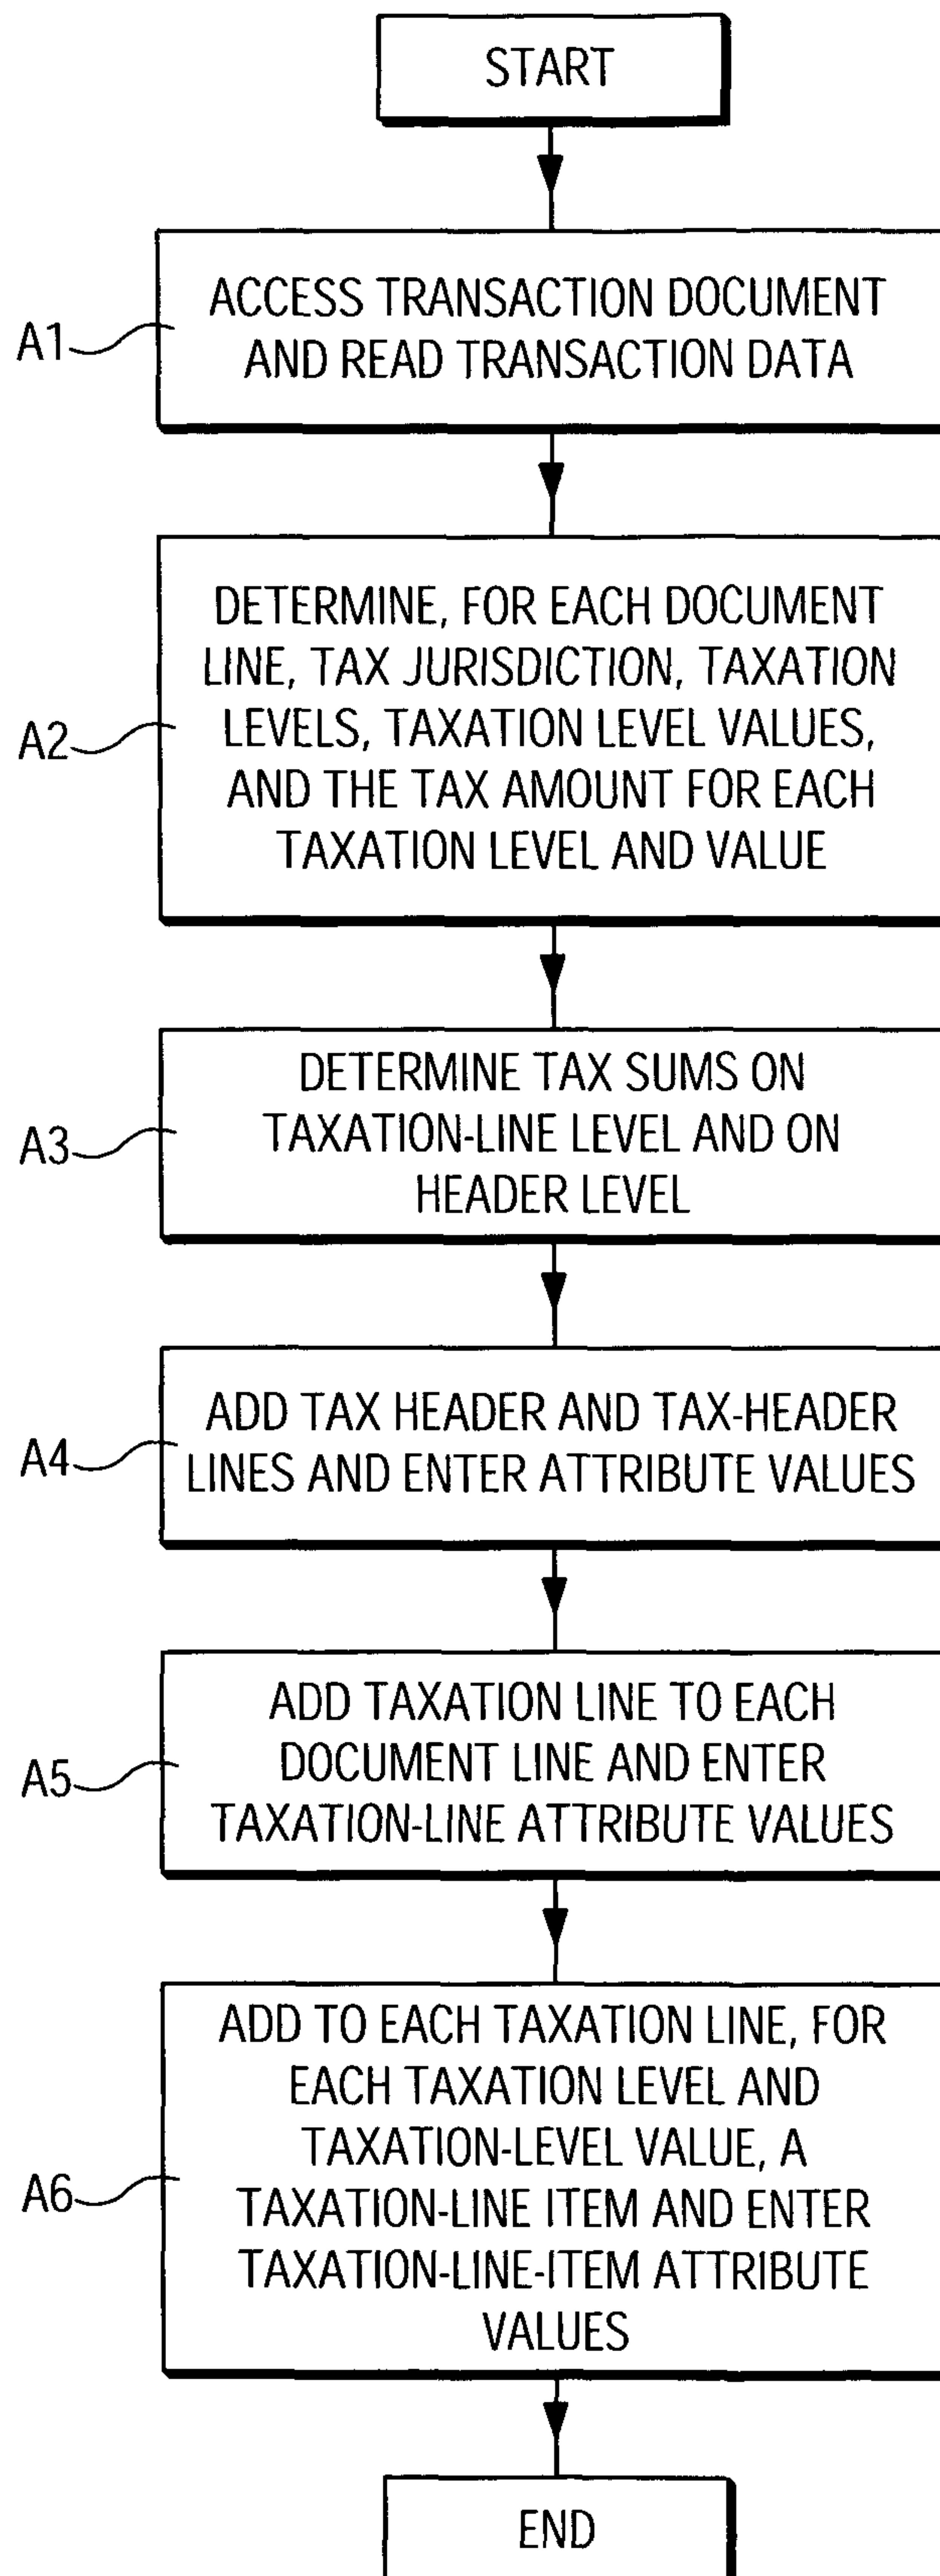 START
A1
ACCESS TRANSACTION DOCUMENT
AND READ TRANSACTION DATA
A2
DETERMINE, FOR EACH DOCUMENT
LINE, TAX JURISDICTION, TAXATION
LEVELS, TAXATION LEVEL VALUES,
AND THE TAX AMOUNT FOR EACH
TAXATION LEVEL AND VALUE
A3
DETERMINE TAX SUMS ON
TAXATION-LINE LEVEL AND ON
HEADER LEVEL
A4
ADD TAX HEADER AND TAX-HEADER
LINES AND ENTER ATTRIBUTE VALUES
A5
ADD TAXATION LINE TO EACH
DOCUMENT LINE AND ENTER
TAXATION-LINE ATTRIBUTE VALUES
A6
ADD TO EACH TAXATION LINE, FOR
EACH TAXATION LEVEL AND
TAXATION-LEVEL VALUE, A
TAXATION-LINE ITEM AND ENTER
TAXATION-LINE-ITEM ATTRIBUTE
VALUES
END